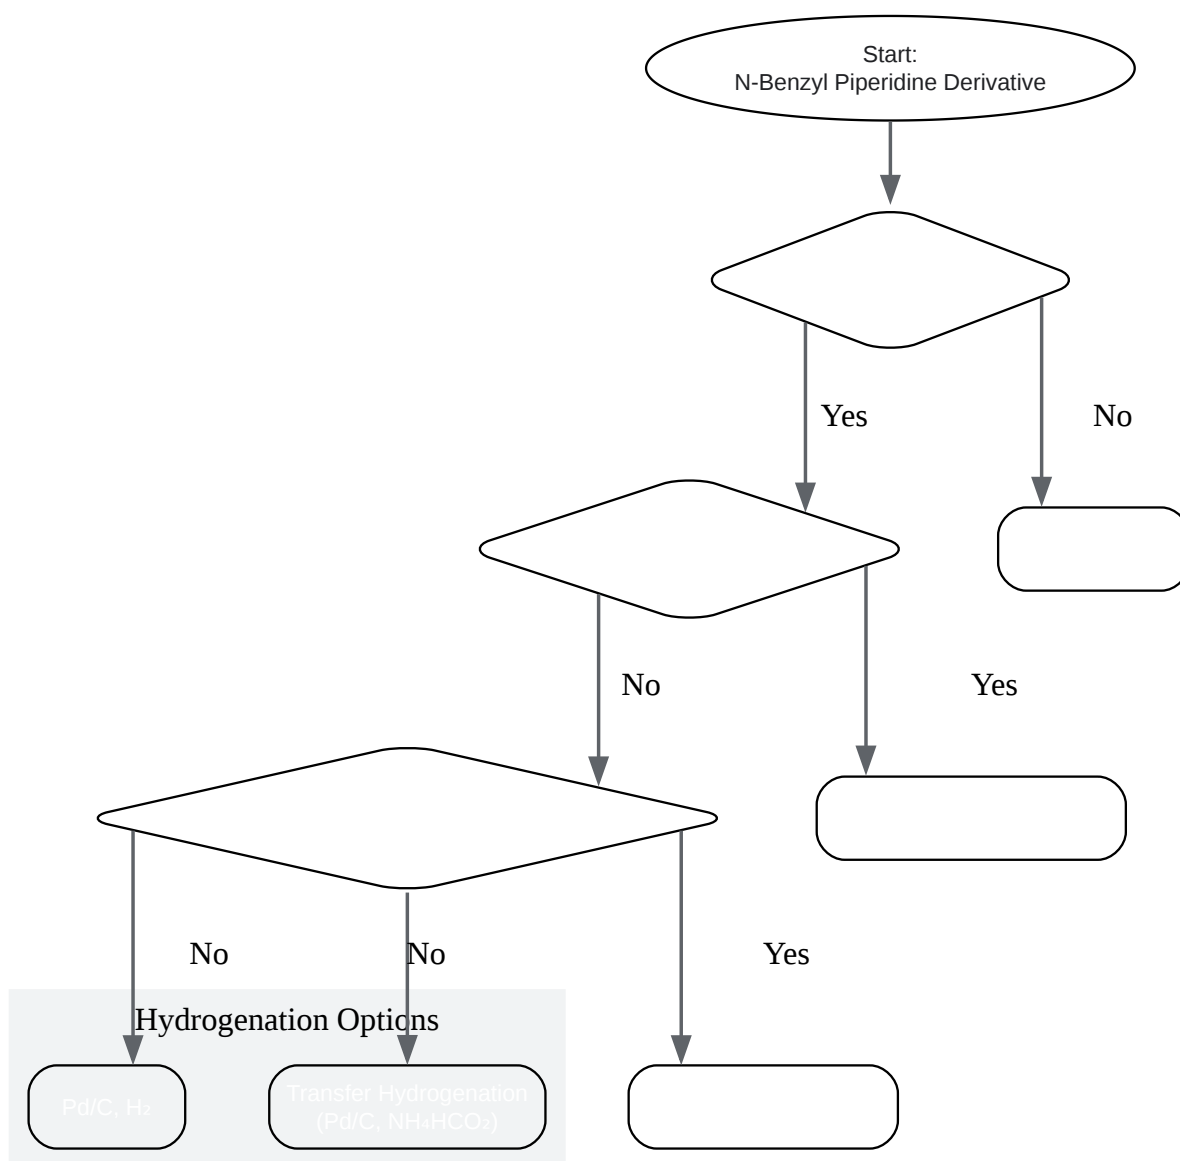 Start:
N-Benzyl Piperidine Derivative
Yes
No
No
Yes
No
No
Yes
Hydrogenation Options
Pd/C, H₂
Transfer Hydrogenation
(Pd/C, NH₄HCO₂)